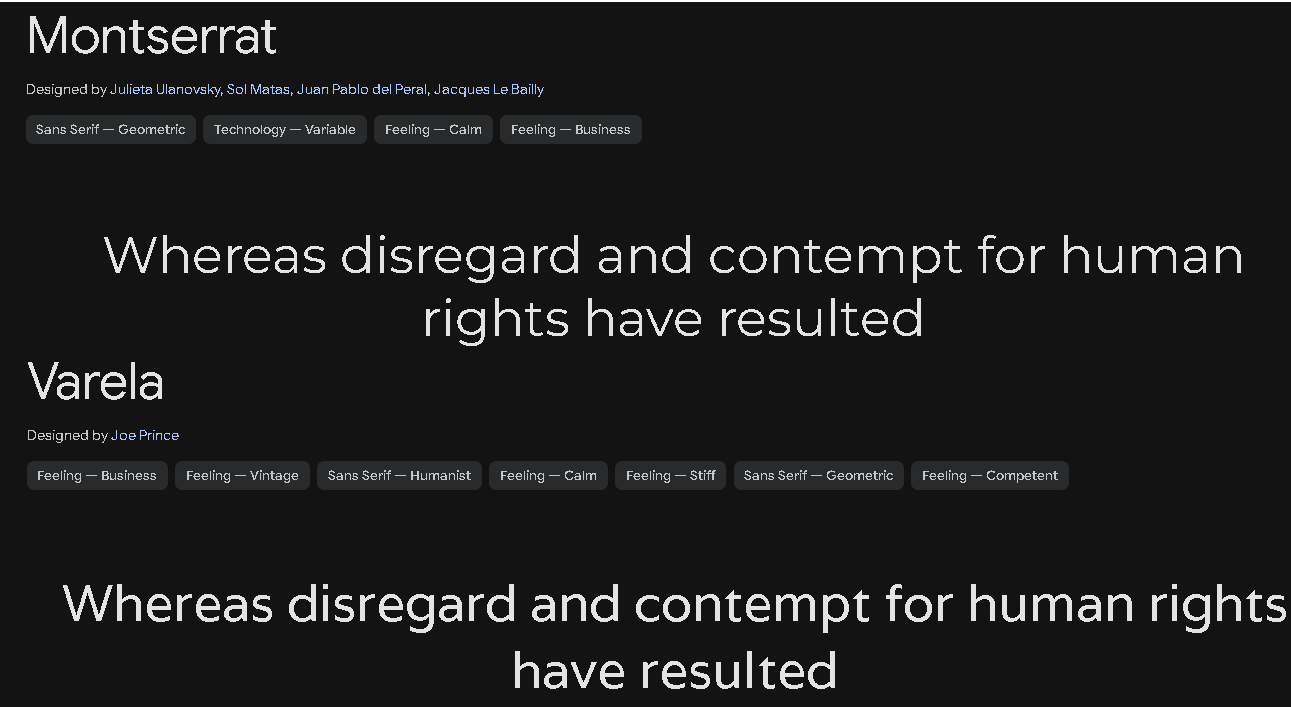 Montserrat
Designed by Julieta Ulanovsky, Sol Matas, Juan Pablo del Peral, Jacques Le Bailly
Sans Serif — Geometric Technology — Variable Feeling — Calm Feeling — Business
Whereas disregard and contempt for human
rights have resulted
Varela
Designed by Joe Prince
Feeling — Business Feeling — Vintage Sans Serif — Humanist Feeling — Calm Feeling — Stiff Sans Serif — Geometric Feeling — Competent
Whereas disregard and contempt for human rights
have resulted